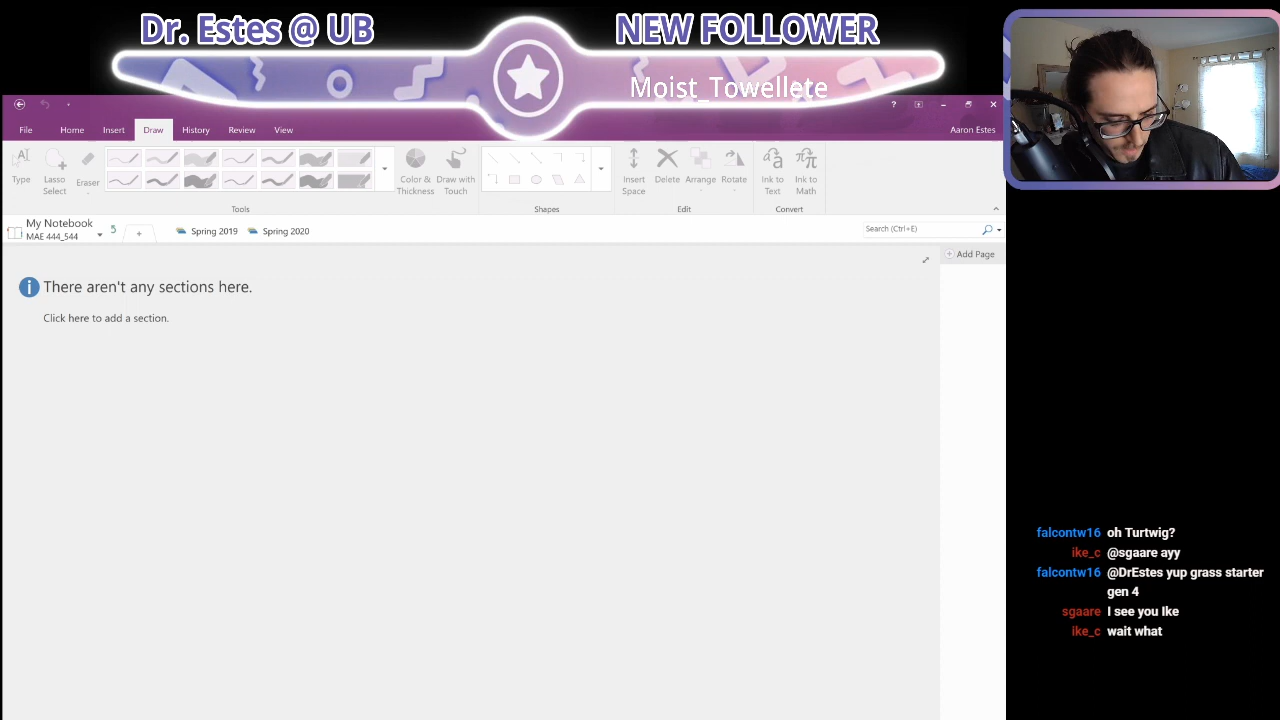 Dr. Estes @ UB
NEW FOLLOWER
Moist_Towellete
File Home Insert Draw History Review View
Aaron Estes
Type
Lasso Select
Eraser
Color & Thickness
Draw with Touch
Insert Space
Delete
Arrange
Rotate
Ink to Text
Ink to Math
Tools
Shapes
Edit
Convert
My Notebook
MAE 444_544
Spring 2019
Spring 2020
Search (Ctrl+E)
Add Page
There aren't any sections here.
Click here to add a section.
falcontw16 oh Turtwig?
ike_c @sgaare ayy
falcontw16 @DrEstes yup grass starter
gen 4
sgaare I see you Ike
ike_c wait what